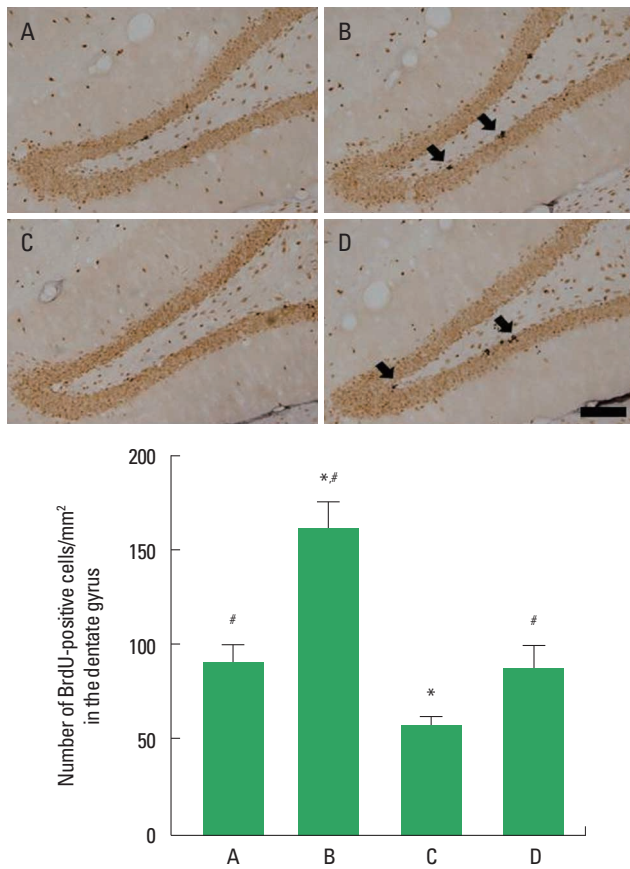 A
B
C
D
200
150
100
50
0
Number of BrdU-positive cells/mm²
in the dentate gyrus
#
*,#
*
#
A
B
C
D